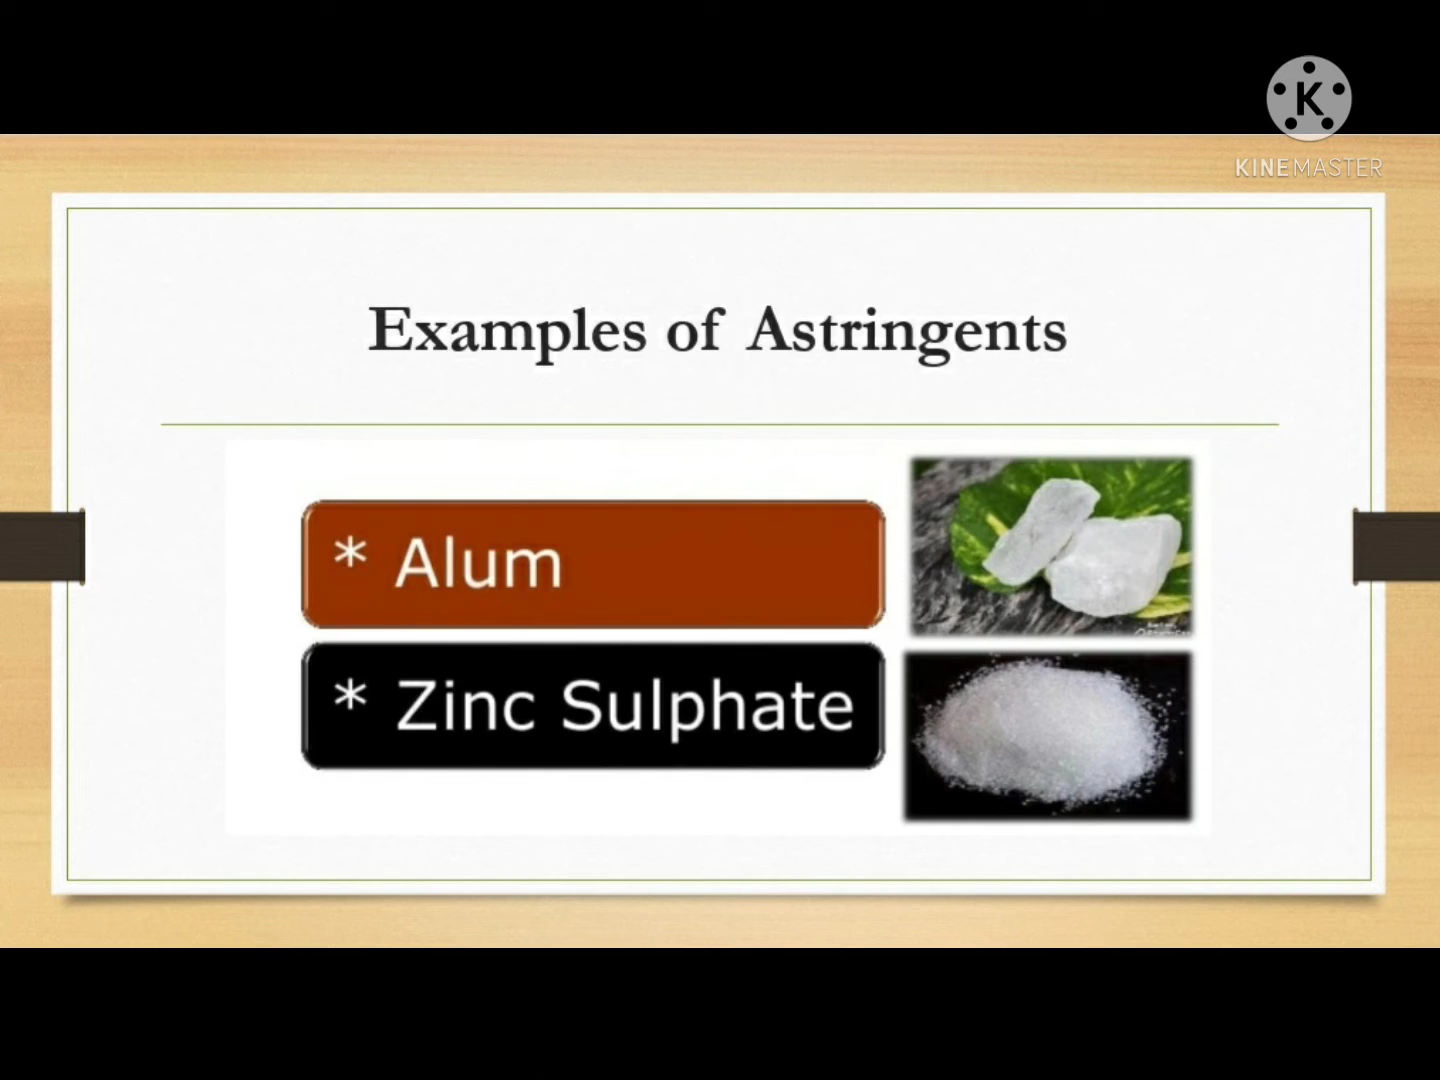 K
KINEMASTER
Examples of Astringents
* Alum
* Zinc Sulphate